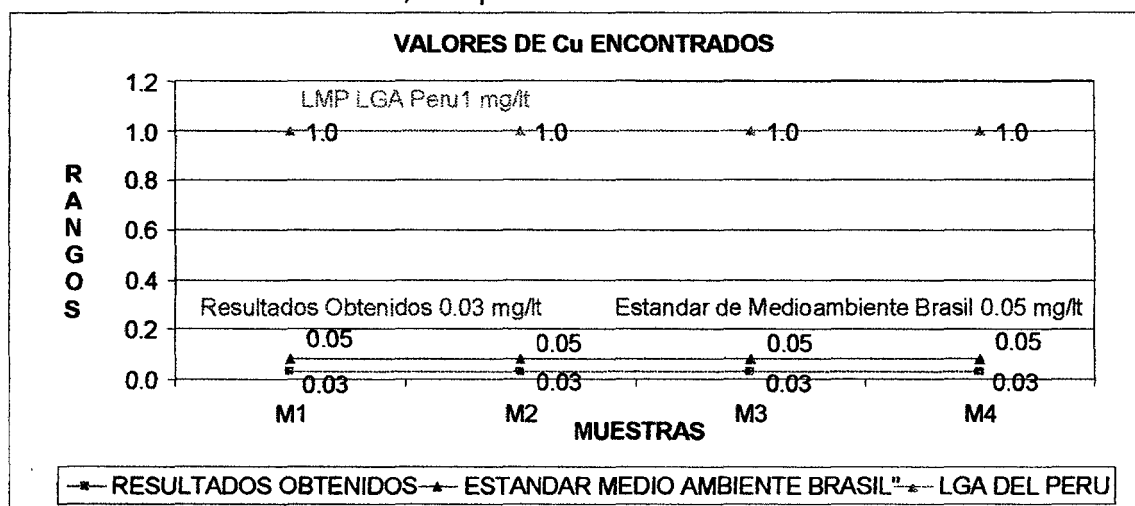 VALORES DE Cu ENCONTRADOS
1.2
LMP LGA Peru1 mg/lt
1.0
1.0 1.0 1.0 1.0
0.8
0.6
0.4
RANGOS
Resultados Obtenidos 0.03 mg/lt Estandar de Medioambiente Brasil 0.05 mg/lt
0.2
0.05 0.05 0.05 0.05
0.0
0.03 0.03 0.03 0.03
M1 M2 M3 M4
MUESTRAS
RESULTADOS OBTENIDOS ESTANDAR MEDIO AMBIENTE BRASIL" LGA DEL PERU